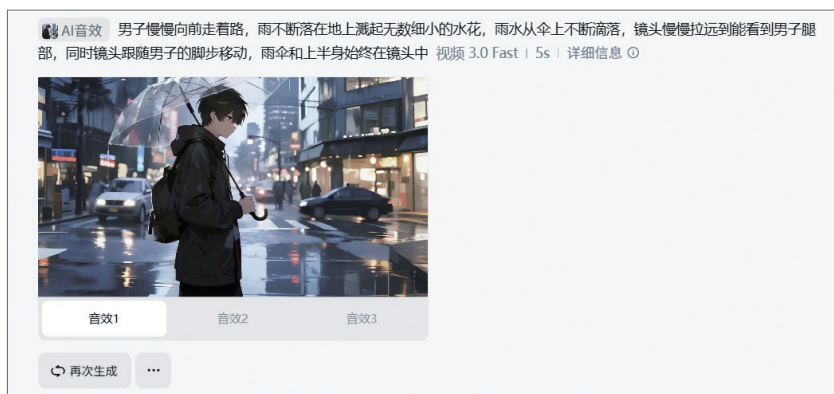 AI音效 男子慢慢向前走着路，雨不断落在地上溅起无数细小的水花，雨水从伞上不断滴落，镜头慢慢拉远到能看到男子腿
部，同时镜头跟随男子的脚步移动，雨伞和上半身始终在镜头中 视频 3.0 Fast | 5s | 详细信息
音效1 音效2 音效3
再次生成 ···